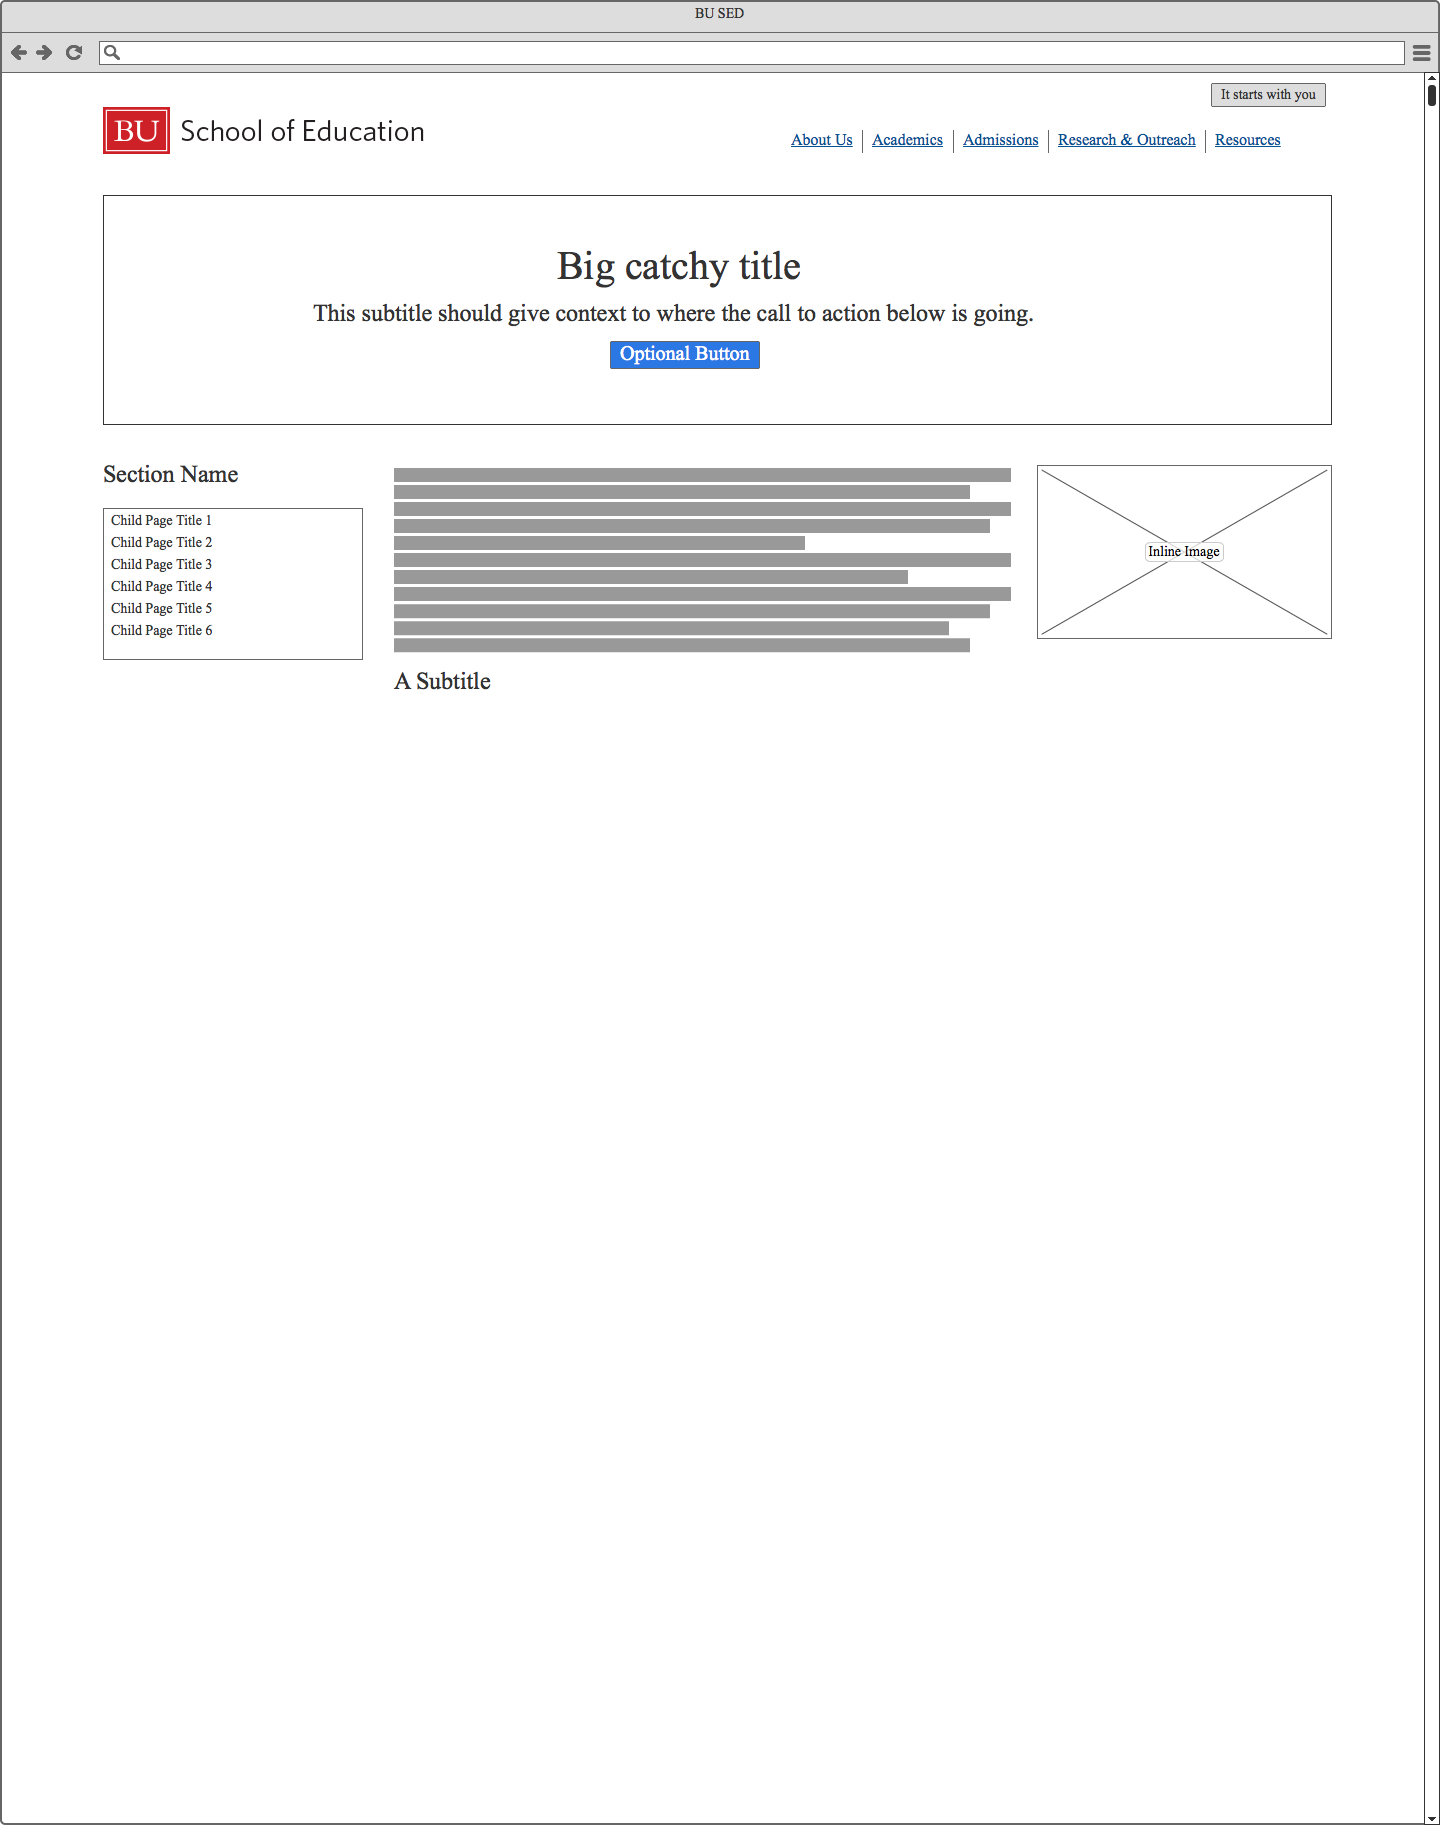 BU SED
It starts with you
BU School of Education
About Us Academics Admissions Research & Outreach Resources
Big catchy title
This subtitle should give context to where the call to action below is going.
Optional Button
Section Name
Child Page Title 1
Child Page Title 2
Child Page Title 3
Child Page Title 4
Child Page Title 5
Child Page Title 6
Inline Image
A Subtitle